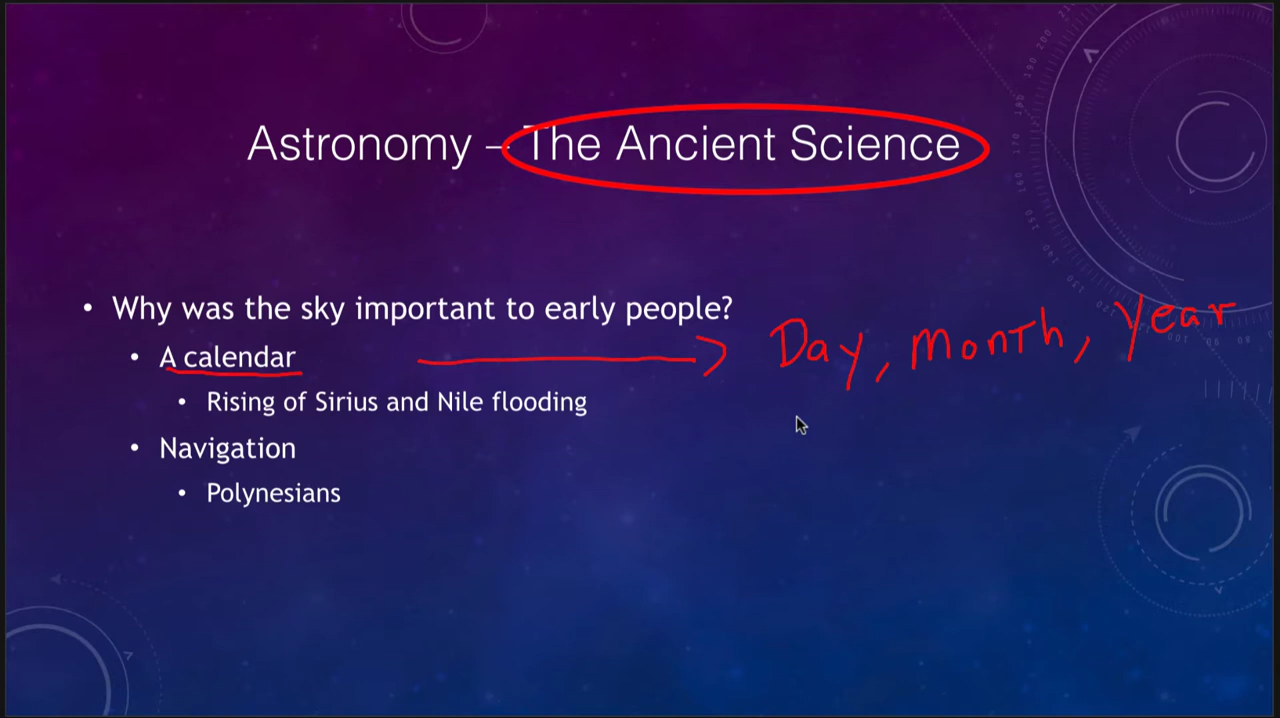 Astronomy – The Ancient Science
• Why was the sky important to early people?
• A calendar
Day, Month, Year
• Rising of Sirius and Nile flooding
• Navigation
• Polynesians